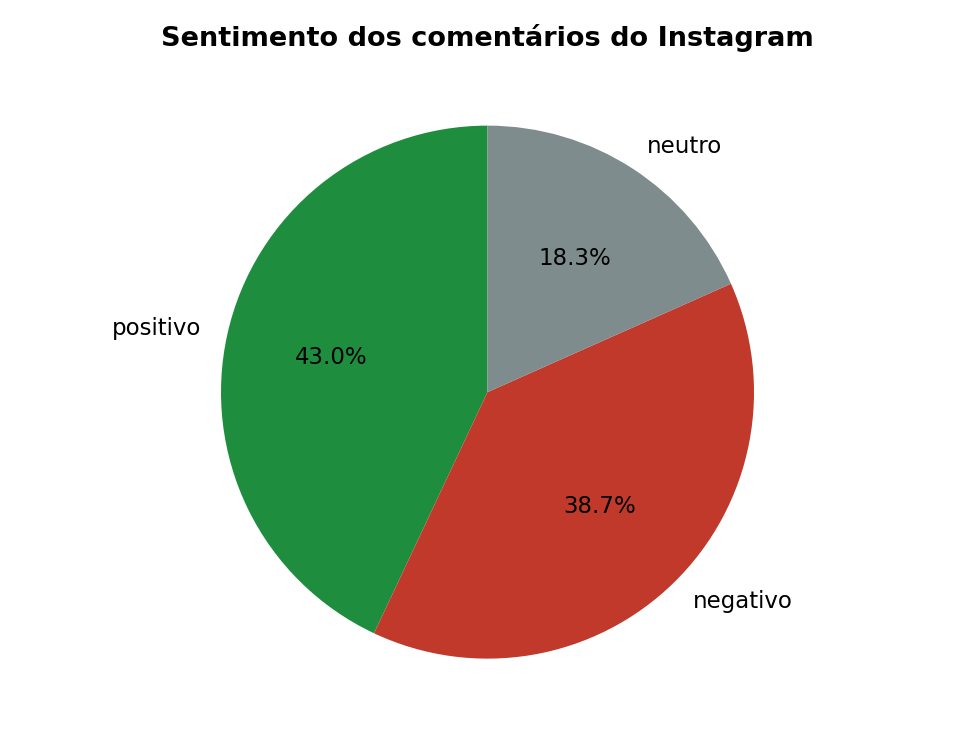 Sentimento dos comentários do Instagram
neutro
18.3%
positivo
43.0%
38.7%
negativo